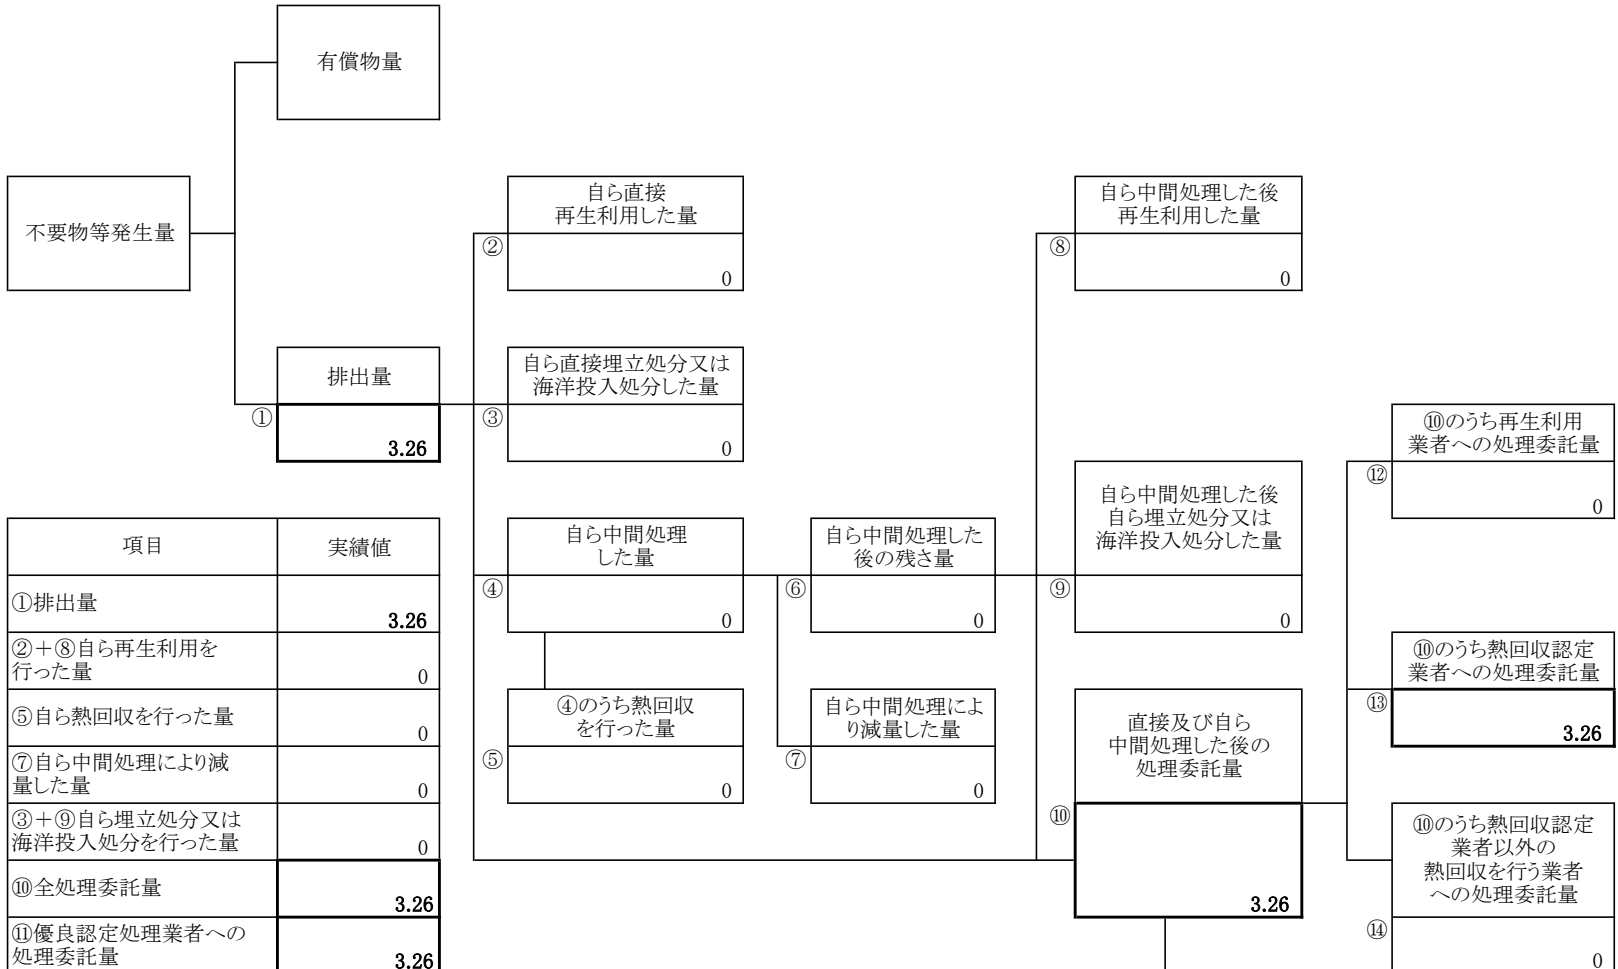 有償物量
不要物等発生量
自ら直接
再生利用した量
②
0
自ら中間処理した後
再生利用した量
⑧
0
排出量
①
3.26
自ら直接埋立処分又は
海洋投入処分した量
③
0
⑩のうち再生利用
業者への処理委託量
⑫
0
自ら中間処理
した量
④
0
自ら中間処理した
後の残さ量
⑥
0
自ら中間処理した後
自ら埋立処分又は
海洋投入処分した量
⑨
0
④のうち熱回収
を行った量
⑤
0
自ら中間処理によ
り減量した量
⑦
0
直接及び自ら
中間処理した後の
処理委託量
⑩
3.26
⑩のうち熱回収認定
業者への処理委託量
⑬
3.26
⑩のうち熱回収認定
業者以外の
熱回収を行う業者
への処理委託量
⑭
0
項目 実績値
①排出量
3.26
②＋⑧自ら再生利用を
行った量
0
⑤自ら熱回収を行った量
0
⑦自ら中間処理により減
量した量
0
③＋⑨自ら埋立処分又は
海洋投入処分を行った量
0
⑩全処理委託量
3.26
⑪優良認定処理業者への
処理委託量
3.26